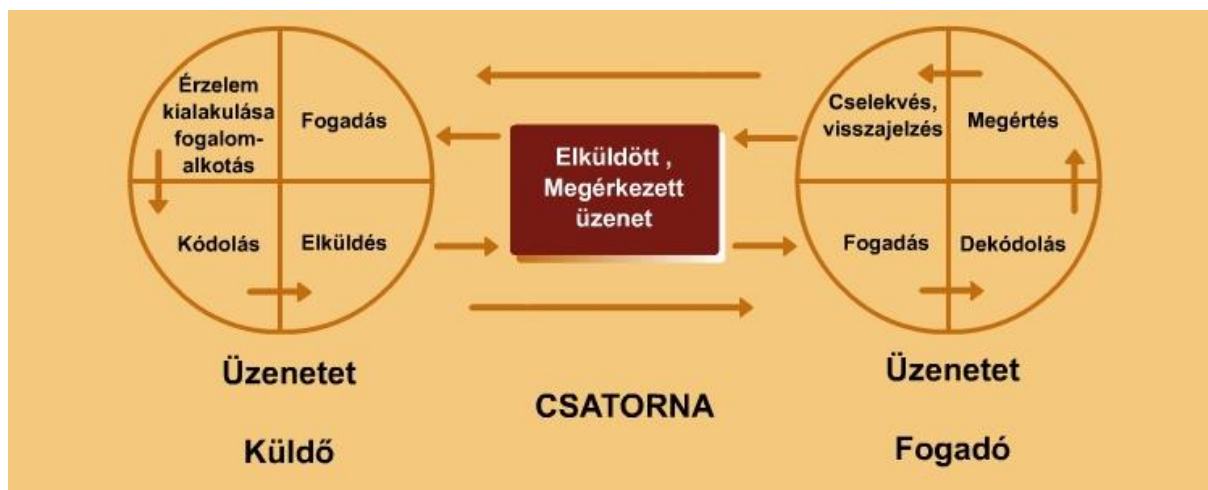 Érzelem
kialakulása
fogalom-
alkotás
Fogadás
Kódolás
Elküldés
Elküldött ,
Megérkezett
üzenet
Cselekvés,
visszajelzés
Megértés
Fogadás
Dekódolás
Üzenetet
Küldő
CSATORNA
Üzenetet
Fogadó